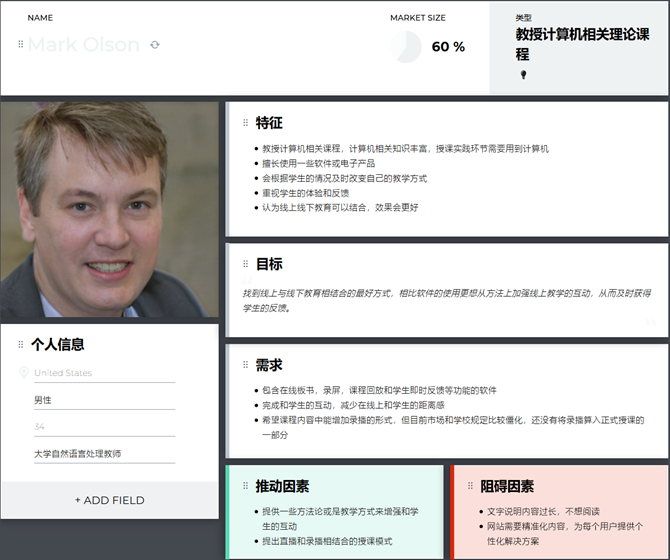 NAME
Mark Olson
MARKET SIZE
60 %
类型
教授计算机相关理论课
程
特征
教授计算机相关课程，计算机相关知识丰富，授课实践环节需要用到计算机
擅长使用一些软件或电子产品
会根据学生的情况及时改变自己的教学方式
重视学生的体验和反馈
认为线上线下教育可以结合，效果会更好
目标
找到线上与线下教育相结合的最好方式，相比软件的使用更想从方法上加强线上教学的互动，从而及时获得
学生的反馈。
个人信息
United States
男性
34
大学自然语言处理教师
+ ADD FIELD
需求
包含在线板书，录屏，课程回放和学生即时反馈等功能的软件
完成和学生的互动，减少在线上和学生的距离感
希望课程内容中能增加录播的形式，但目前市场和学校规定比较僵化，还没有将录播算入正式授课的
一部分
推动因素
提供一些方法论或是教学方式来增强和学
生的互动
提出直播和录播相结合的授课模式
阻碍因素
文字说明内容过长，不想阅读
网站需要精准化内容，为每个用户提供个
性化解决方案